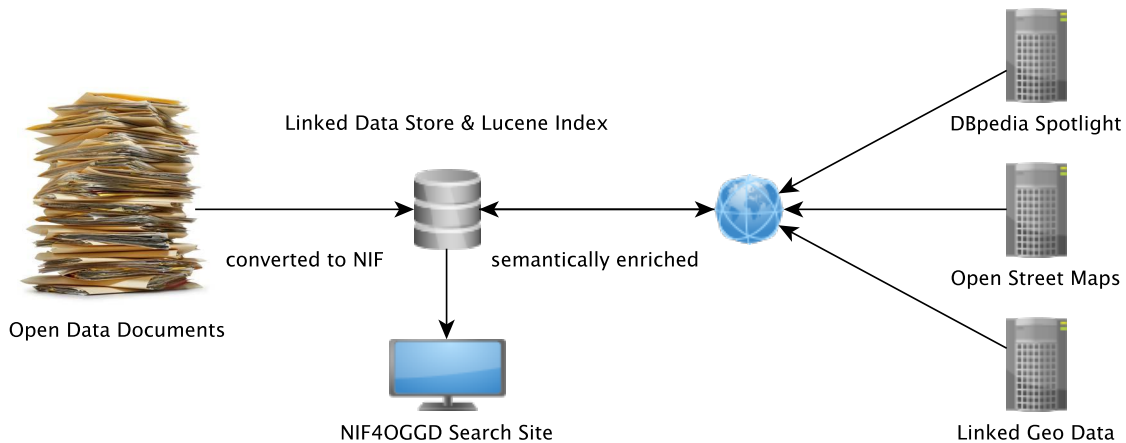 Linked Data Store & Lucene Index
DBpedia Spotlight
converted to NIF
semantically enriched
Open Street Maps
Open Data Documents
NIF4OGGD Search Site
Linked Geo Data